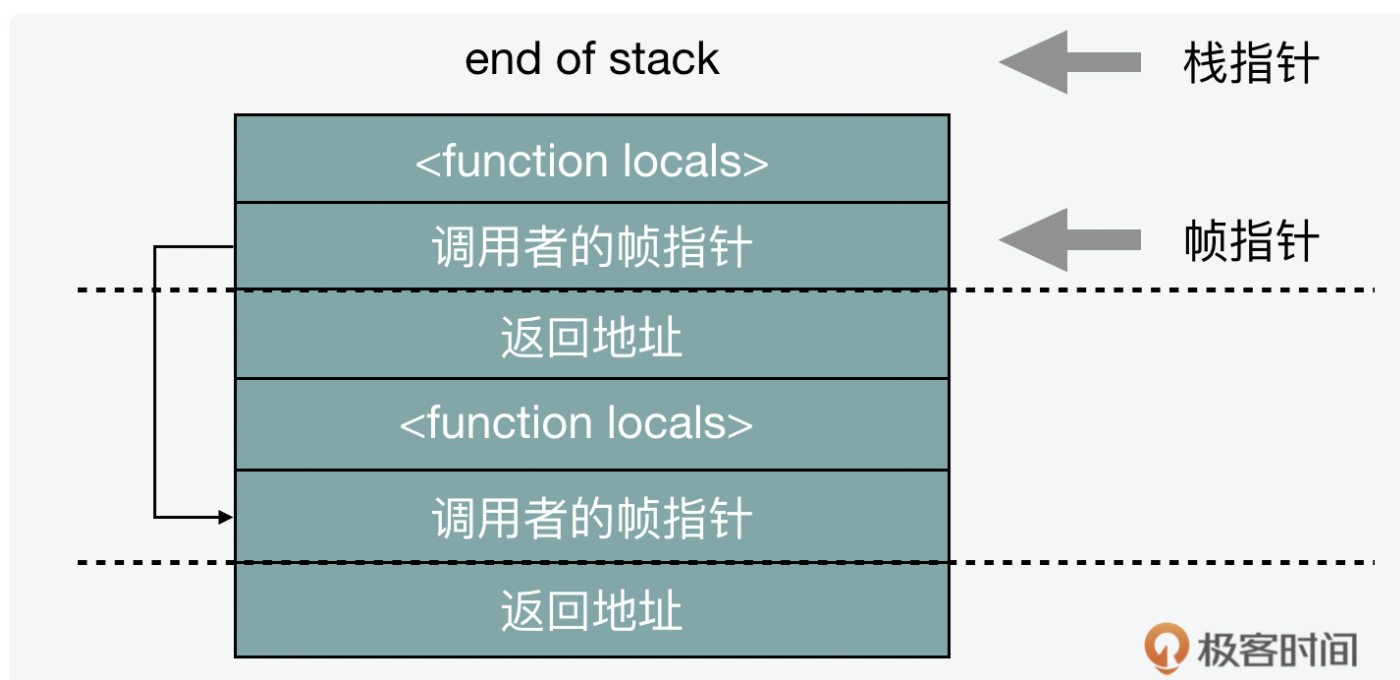 end of stack
栈指针
<function locals>
调用者的帧指针
帧指针
返回地址
<function locals>
调用者的帧指针
返回地址
极客时间